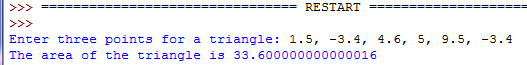 >>> ================================ RESTART ================================
>>>
Enter three points for a triangle: 1.5, -3.4, 4.6, 5, 9.5, -3.4
The area of the triangle is 33.600000000000016